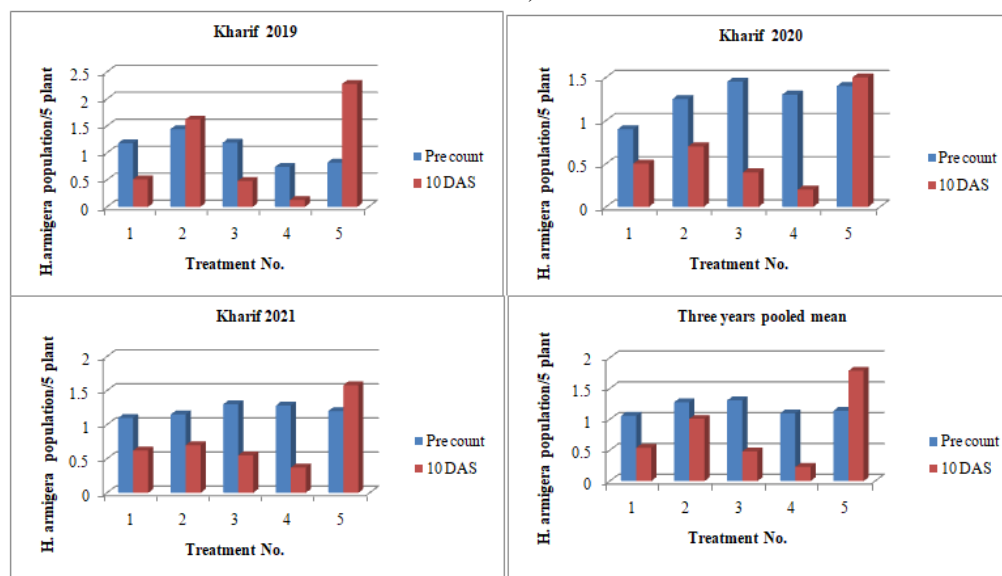 Kharif 2019
H.armigera population/5 plant
2.5
2
1.5
1
0.5
0
1 2 3 4 5
Treatment No.
Pre count
10 DAS
Kharif 2020
H.armigera population/5 plant
1.5
1
0.5
0
1 2 3 4 5
Treatment No.
Pre count
10 DAS
Kharif 2021
H. armigera population/5 plant
2
1.5
1
0.5
0
1 2 3 4 5
Treatment No.
Pre count
10 DAS
Three years pooled mean
H. armigera population/5 plant
2
1.5
1
0.5
0
1 2 3 4 5
Treatment No.
Pre count
10 DAS